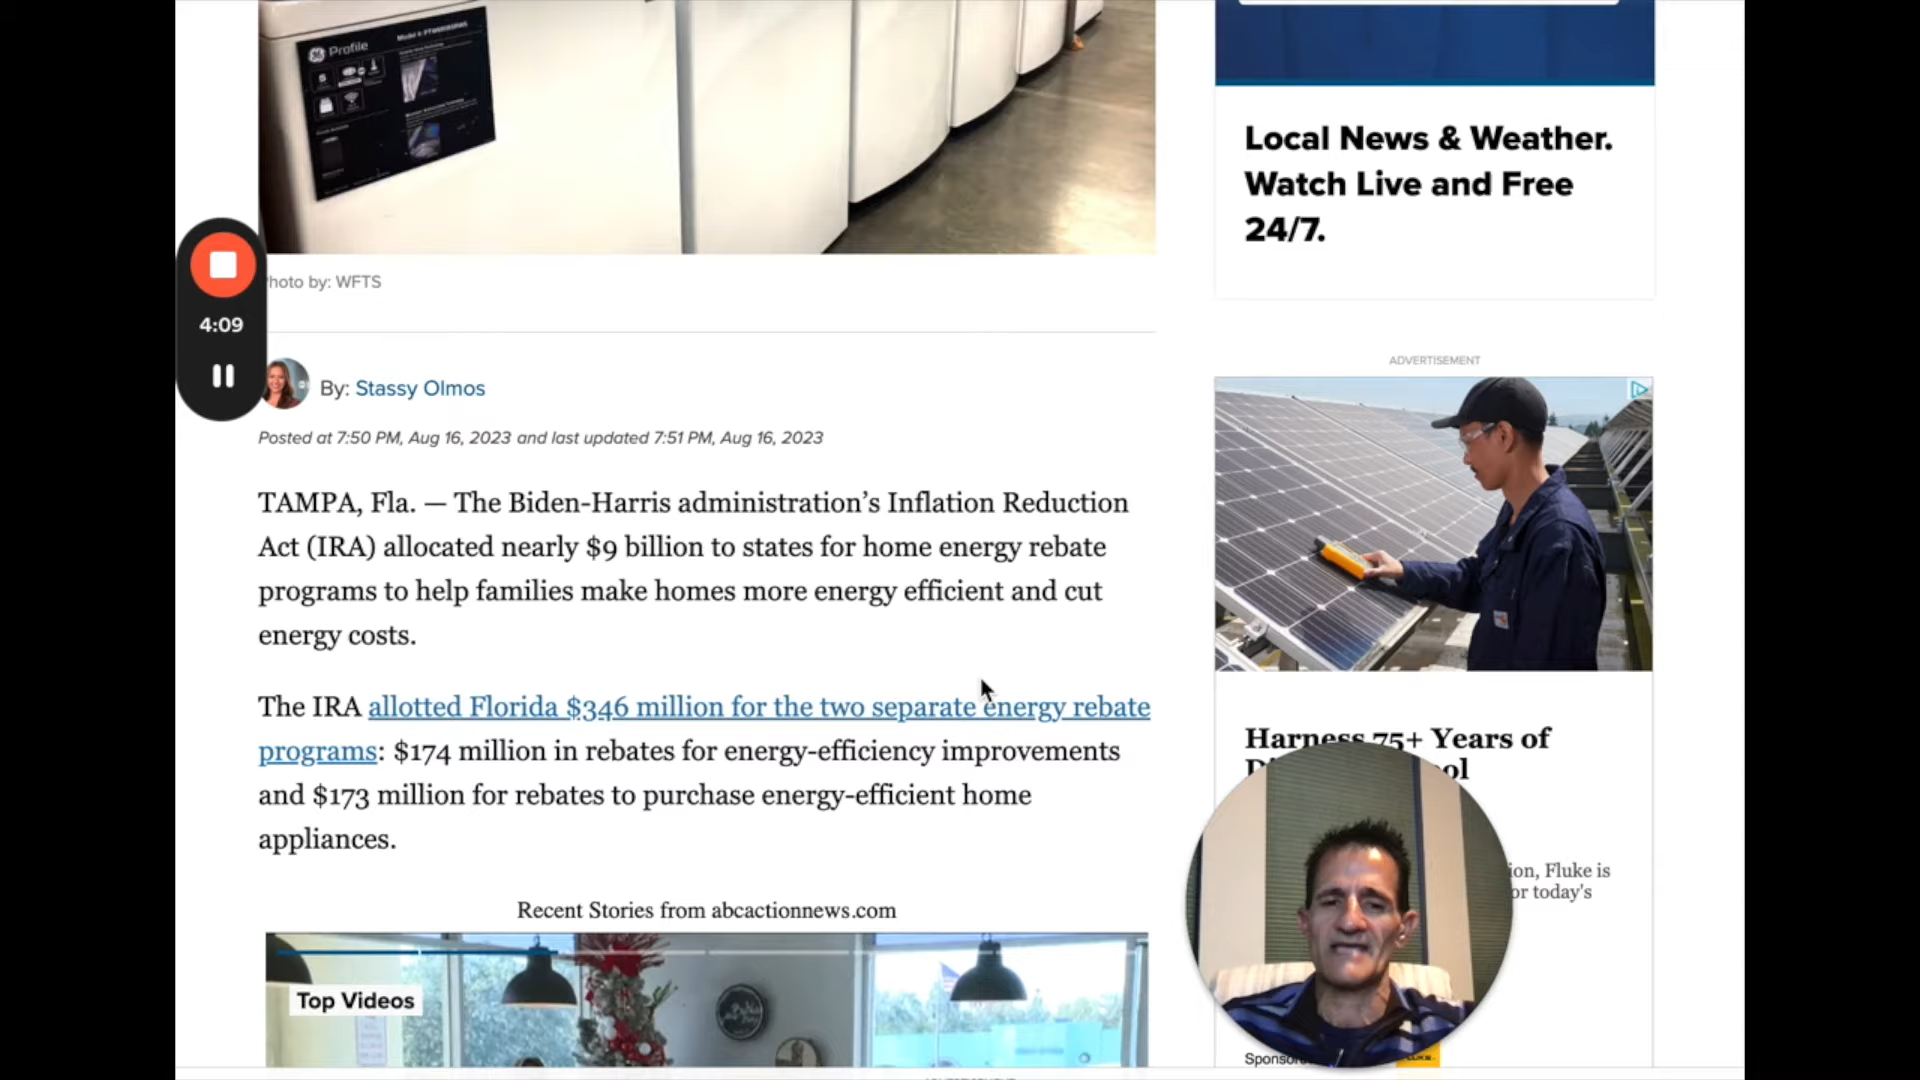 Profile
Local News & Weather.
Watch Live and Free
24/7.
hoto by: WFTS
4:09
By: Stassy Olmos
Posted at 7:50 PM, Aug 16, 2023 and last updated 7:51 PM, Aug 16, 2023
TAMPA, Fla. — The Biden-Harris administration’s Inflation Reduction
Act (IRA) allocated nearly $9 billion to states for home energy rebate
programs to help families make homes more energy efficient and cut
energy costs.
The IRA allotted Florida $346 million for the two separate energy rebate
programs: $174 million in rebates for energy-efficiency improvements
and $173 million for rebates to purchase energy-efficient home
appliances.
Recent Stories from abcactionnews.com
Top Videos
ADVERTISEMENT
Harness 75+ Years of
ion, Fluke is
or today's
Sponso
ADVERTISEMENT